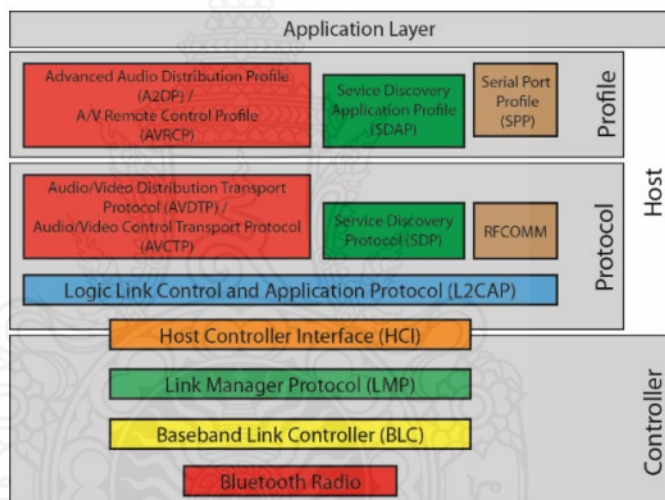 Application Layer
Advanced Audio Distribution Profile
(A2DP) /
A/V Remote Control Profile
(AVRCP)
Sevice Discovery
Application Profile
(SDAP)
Serial Port
Profile
(SPP)
Profile
Host
Audio/Video Distribution Transport
Protocol (AVDTP) /
Audio/Video Control Transport Protocol
(AVCTP)
Service Discovery
Protocol (SDP)
RFCOMM
Protocol
Logic Link Control and Application Protocol (L2CAP)
Host Controller Interface (HCI)
Link Manager Protocol (LMP)
Baseband Link Controller (BLC)
Bluetooth Radio
Controller